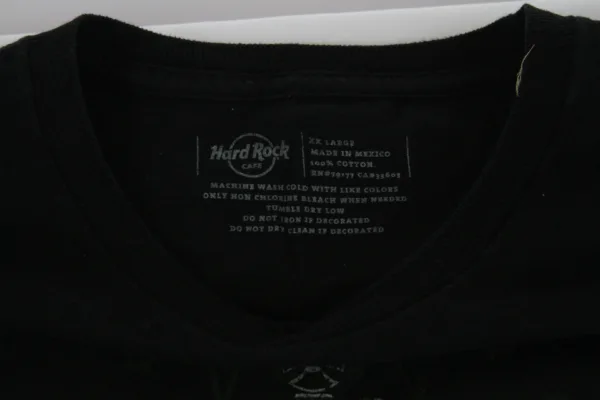 Hard Rock
CAFE
XX LARGE
MADE IN MEXICO
100% COTTON
MACHINE WASH COLD WITH LIKE COLORS
ONLY NON CHLORINE BLEACH WHEN NEEDED
TUMBLE DRY LOW
DO NOT IRON IF DECORATED
DO NOT DRY CLEAN IF DECORATED